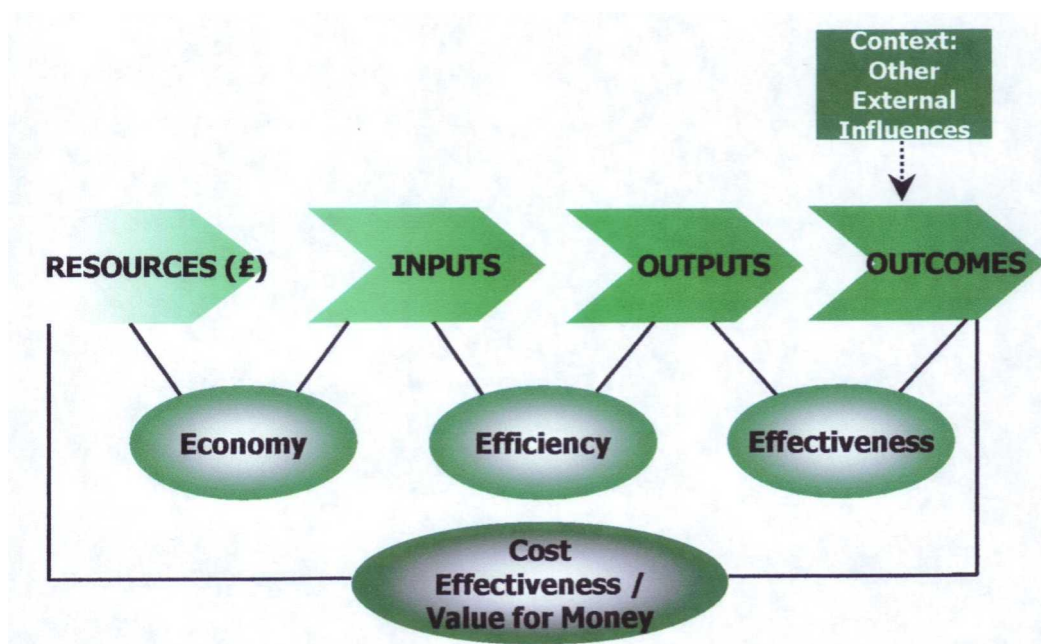 Context:
Other
External
Influences
RESOURCES (£)
INPUTS
OUTPUTS
OUTCOMES
Economy
Efficiency
Effectiveness
Cost
Effectiveness /
Value for Money